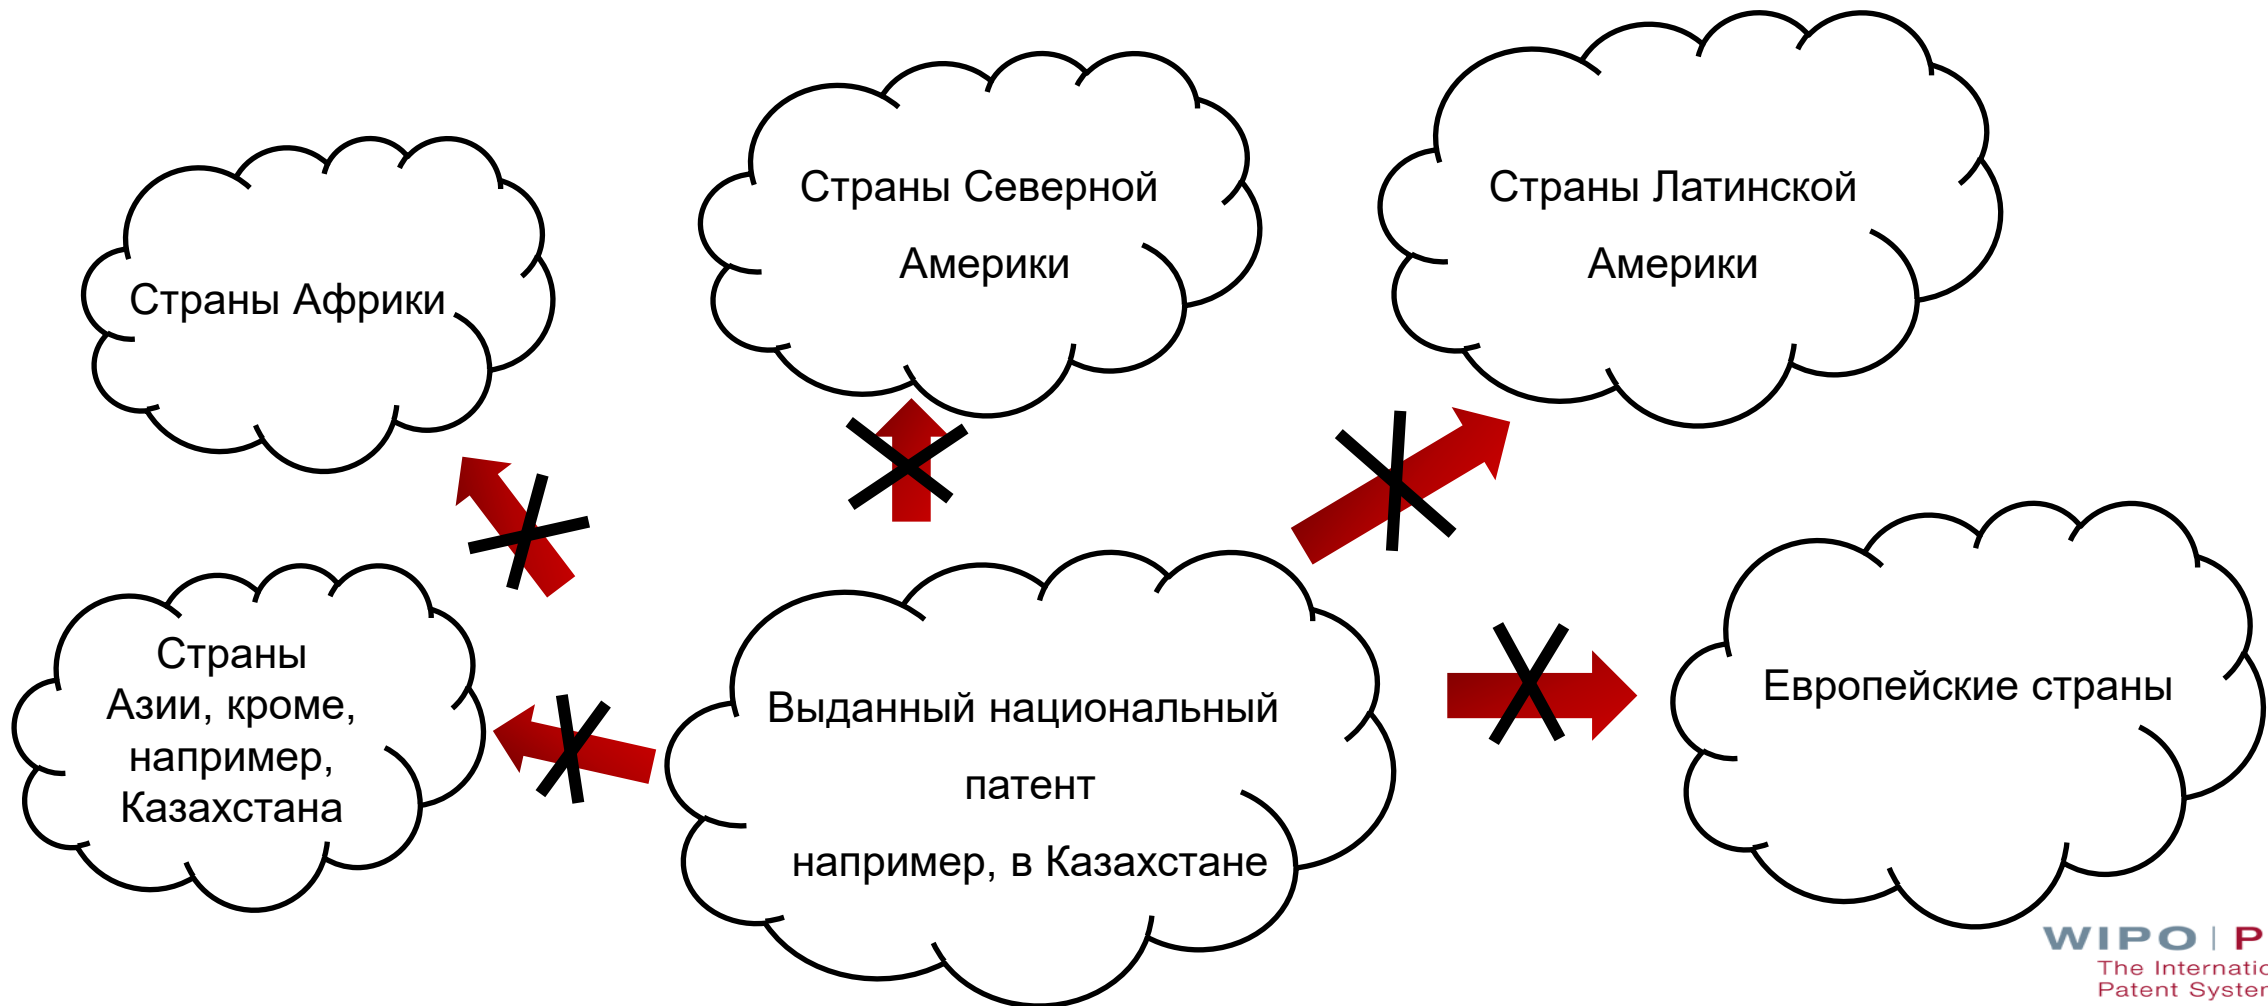 Страны Северной
Америки
Страны Латинской
Америки
Страны Африки
Страны
Азии, кроме,
например,
Казахстана
Выданный национальный
патент
например, в Казахстане
Европейские страны
WIPO | P
The Internatio
Patent System